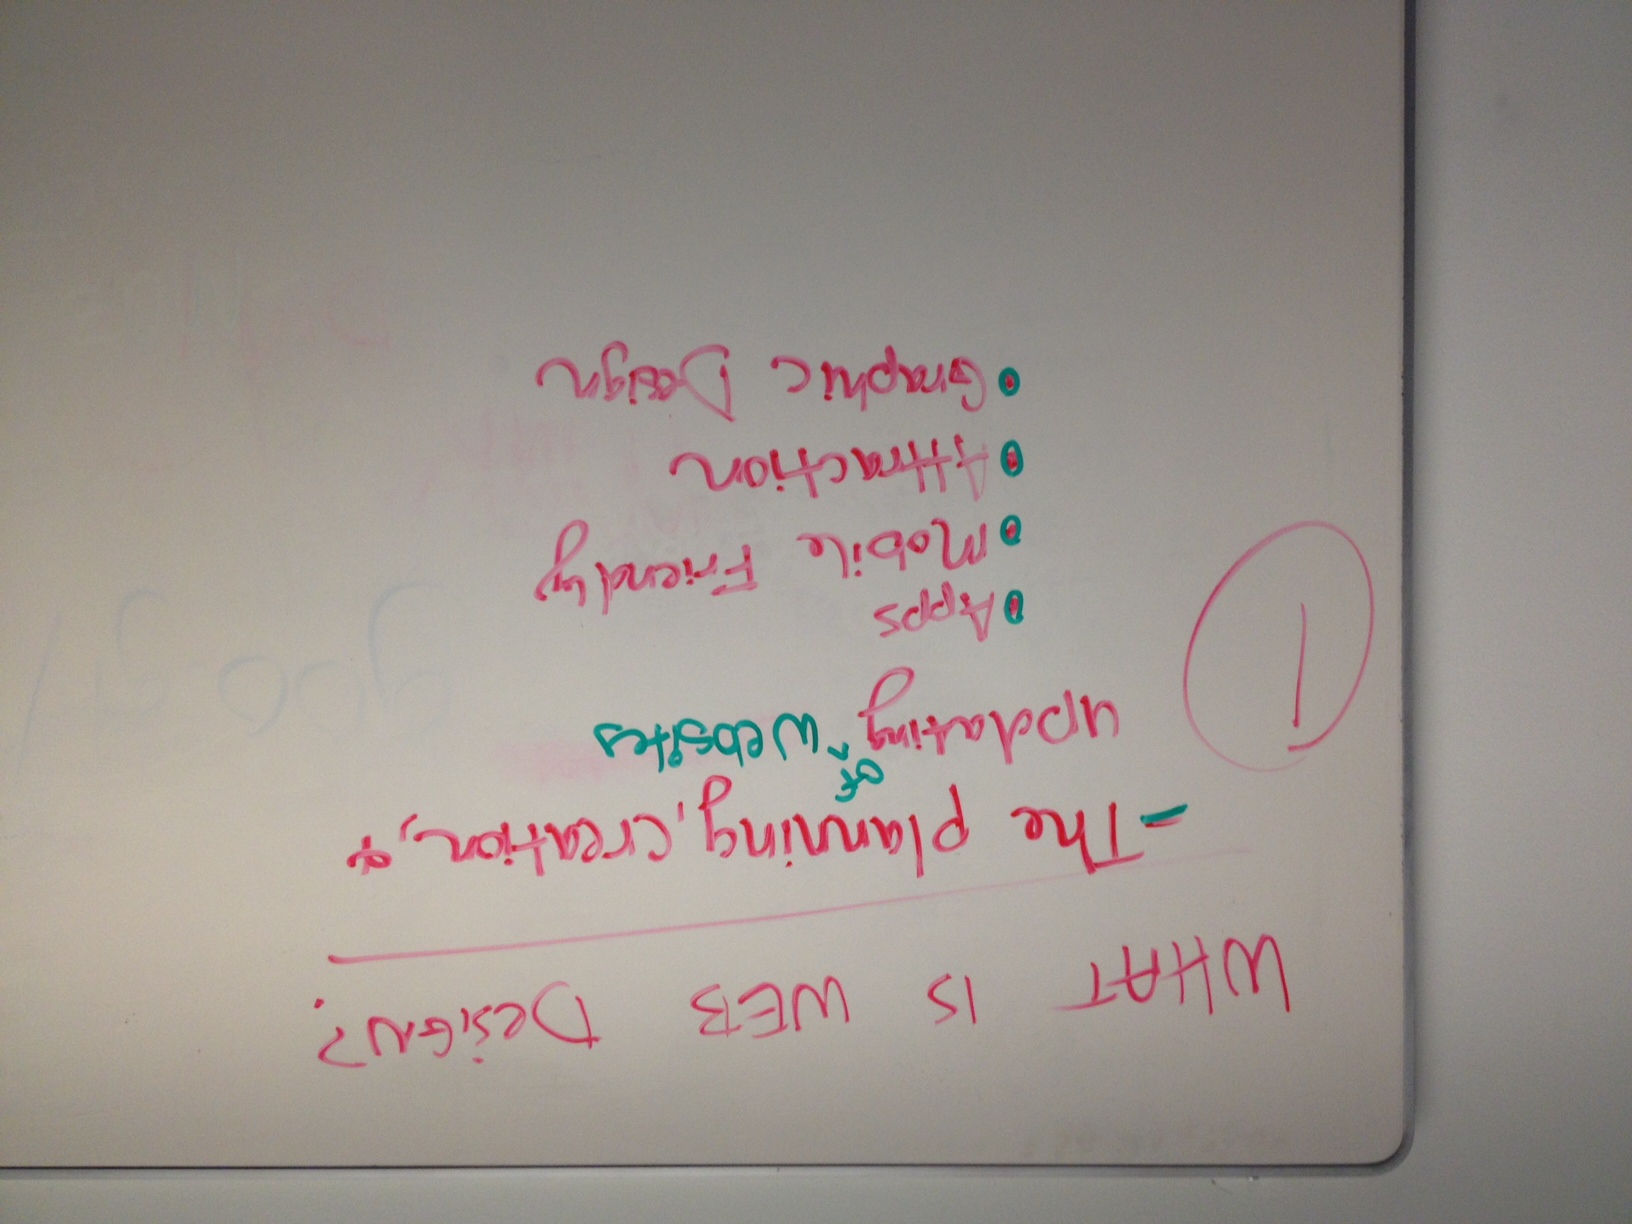 WHAT IS WEB DesiGN?
- The planning, creation, &
updating of ^ websites
1
• Apps
• Mobile Friendly
• Attraction
• Graphic Design